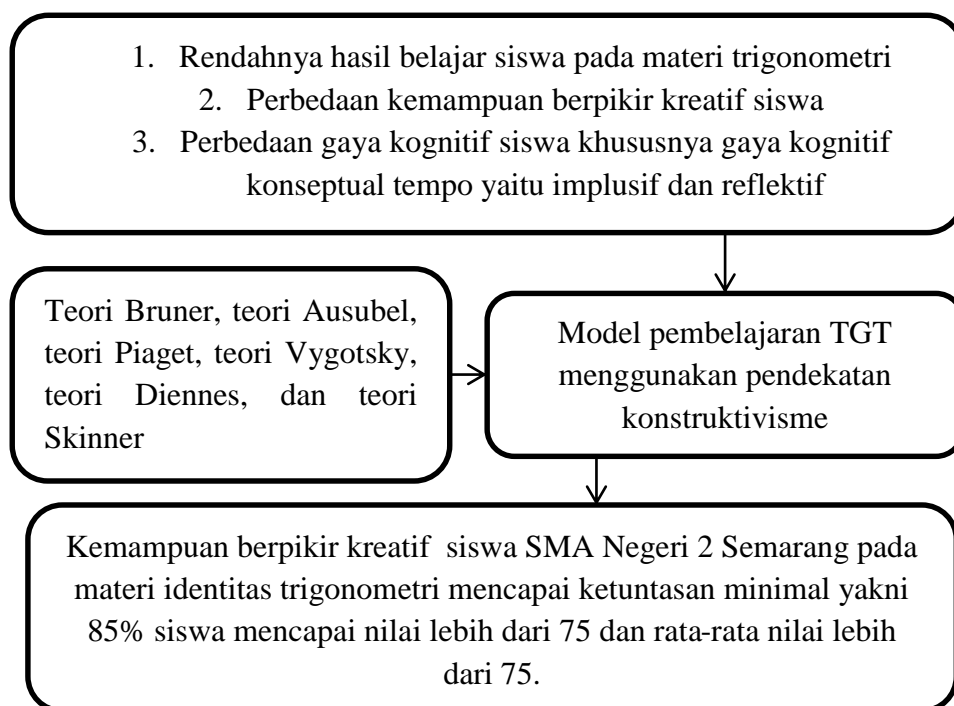 1. Rendahnya hasil belajar siswa pada materi trigonometri
2. Perbedaan kemampuan berpikir kreatif siswa
3. Perbedaan gaya kognitif siswa khususnya gaya kognitif
konseptual tempo yaitu implusif dan reflektif
Teori Bruner, teori Ausubel,
teori Piaget, teori Vygotsky,
teori Diennes, dan teori
Skinner
Model pembelajaran TGT
menggunakan pendekatan
konstruktivisme
Kemampuan berpikir kreatif siswa SMA Negeri 2 Semarang pada
materi identitas trigonometri mencapai ketuntasan minimal yakni
85% siswa mencapai nilai lebih dari 75 dan rata-rata nilai lebih
dari 75.